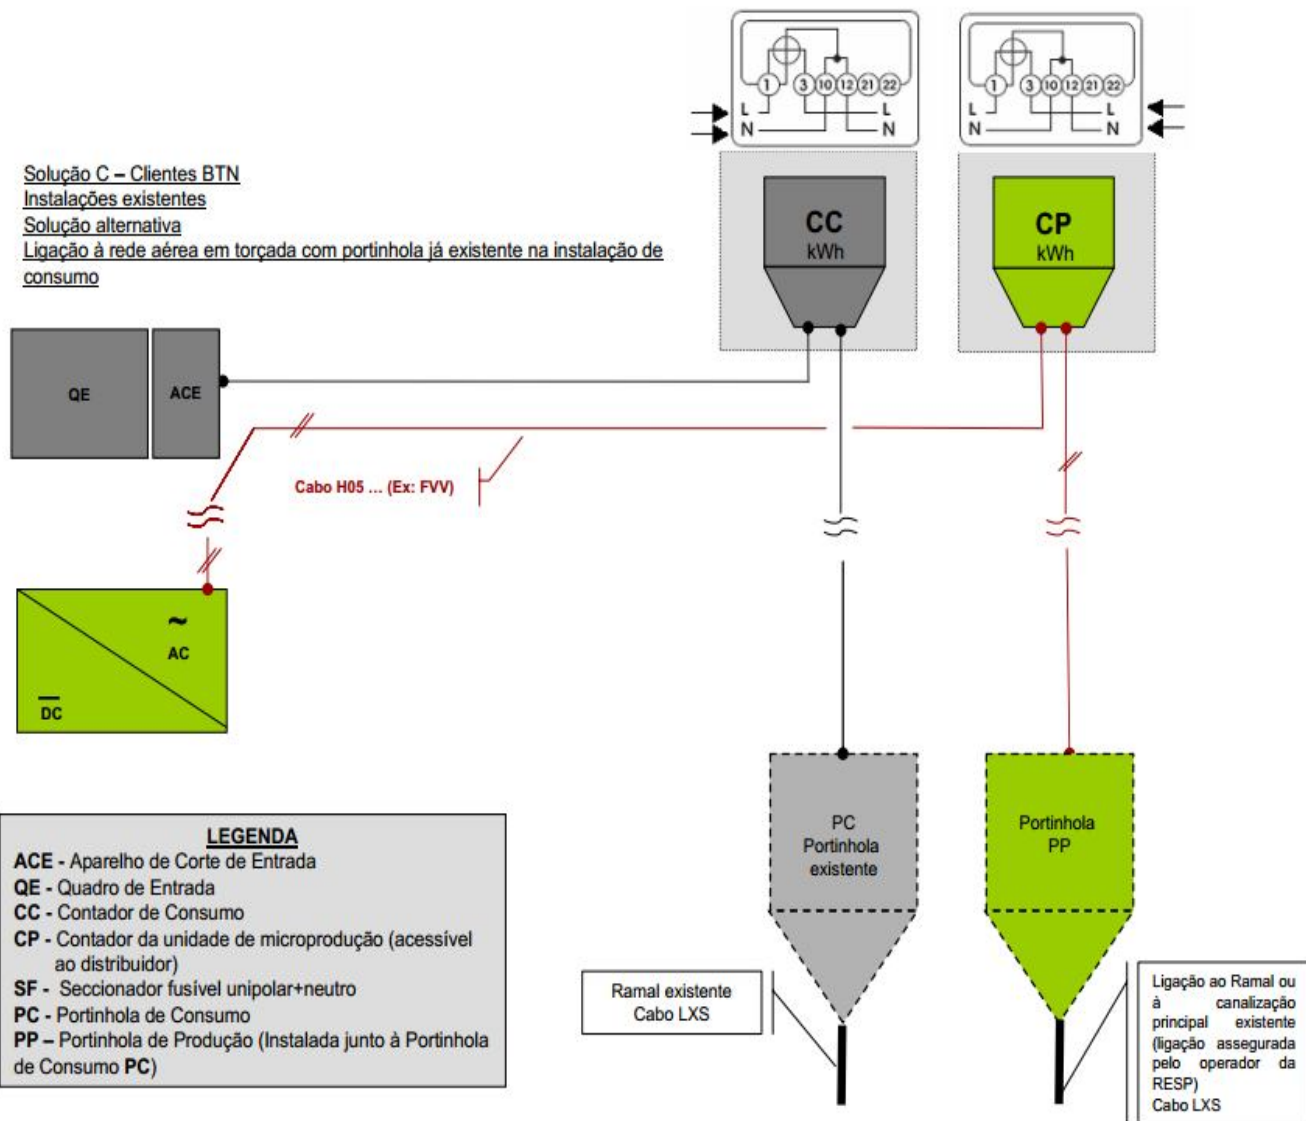 1 3 10 12 21 22
L L
N N
1 3 10 12 21 22
L L
N N
Solução C – Clientes BTN
Instalações existentes
Solução alternativa
Ligação à rede aérea em torçada com portinhola já existente na instalação de
consumo
CC
kWh
CP
kWh
QE
ACE
Cabo H05 ... (Ex: FVV)
~
AC
DC
PC
Portinhola
existente
Portinhola
PP
LEGENDA
ACE - Aparelho de Corte de Entrada
QE - Quadro de Entrada
CC - Contador de Consumo
CP - Contador da unidade de microprodução (acessível
ao distribuidor)
SF - Seccionador fusível unipolar+neutro
PC - Portinhola de Consumo
PP – Portinhola de Produção (Instalada junto à Portinhola
de Consumo PC)
Ramal existente
Cabo LXS
Ligação ao Ramal ou
à canalização
principal existente
(ligação assegurada
pelo operador da
RESP)
Cabo LXS